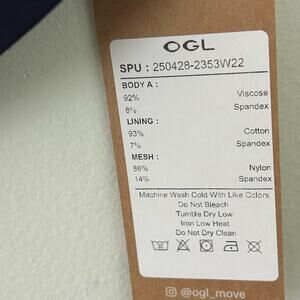 OGL
SPU : 250428-2353W22
BODY A :
92% Viscose
8% Spandex
LINING :
93% Cotton
7% Spandex
MESH :
86% Nylon
14% Spandex
Machine Wash Cold With Like Colors
Do Not Bleach
Tumble Dry Low
Iron Low Heat
Do Not Dry Clean
@ogl_move